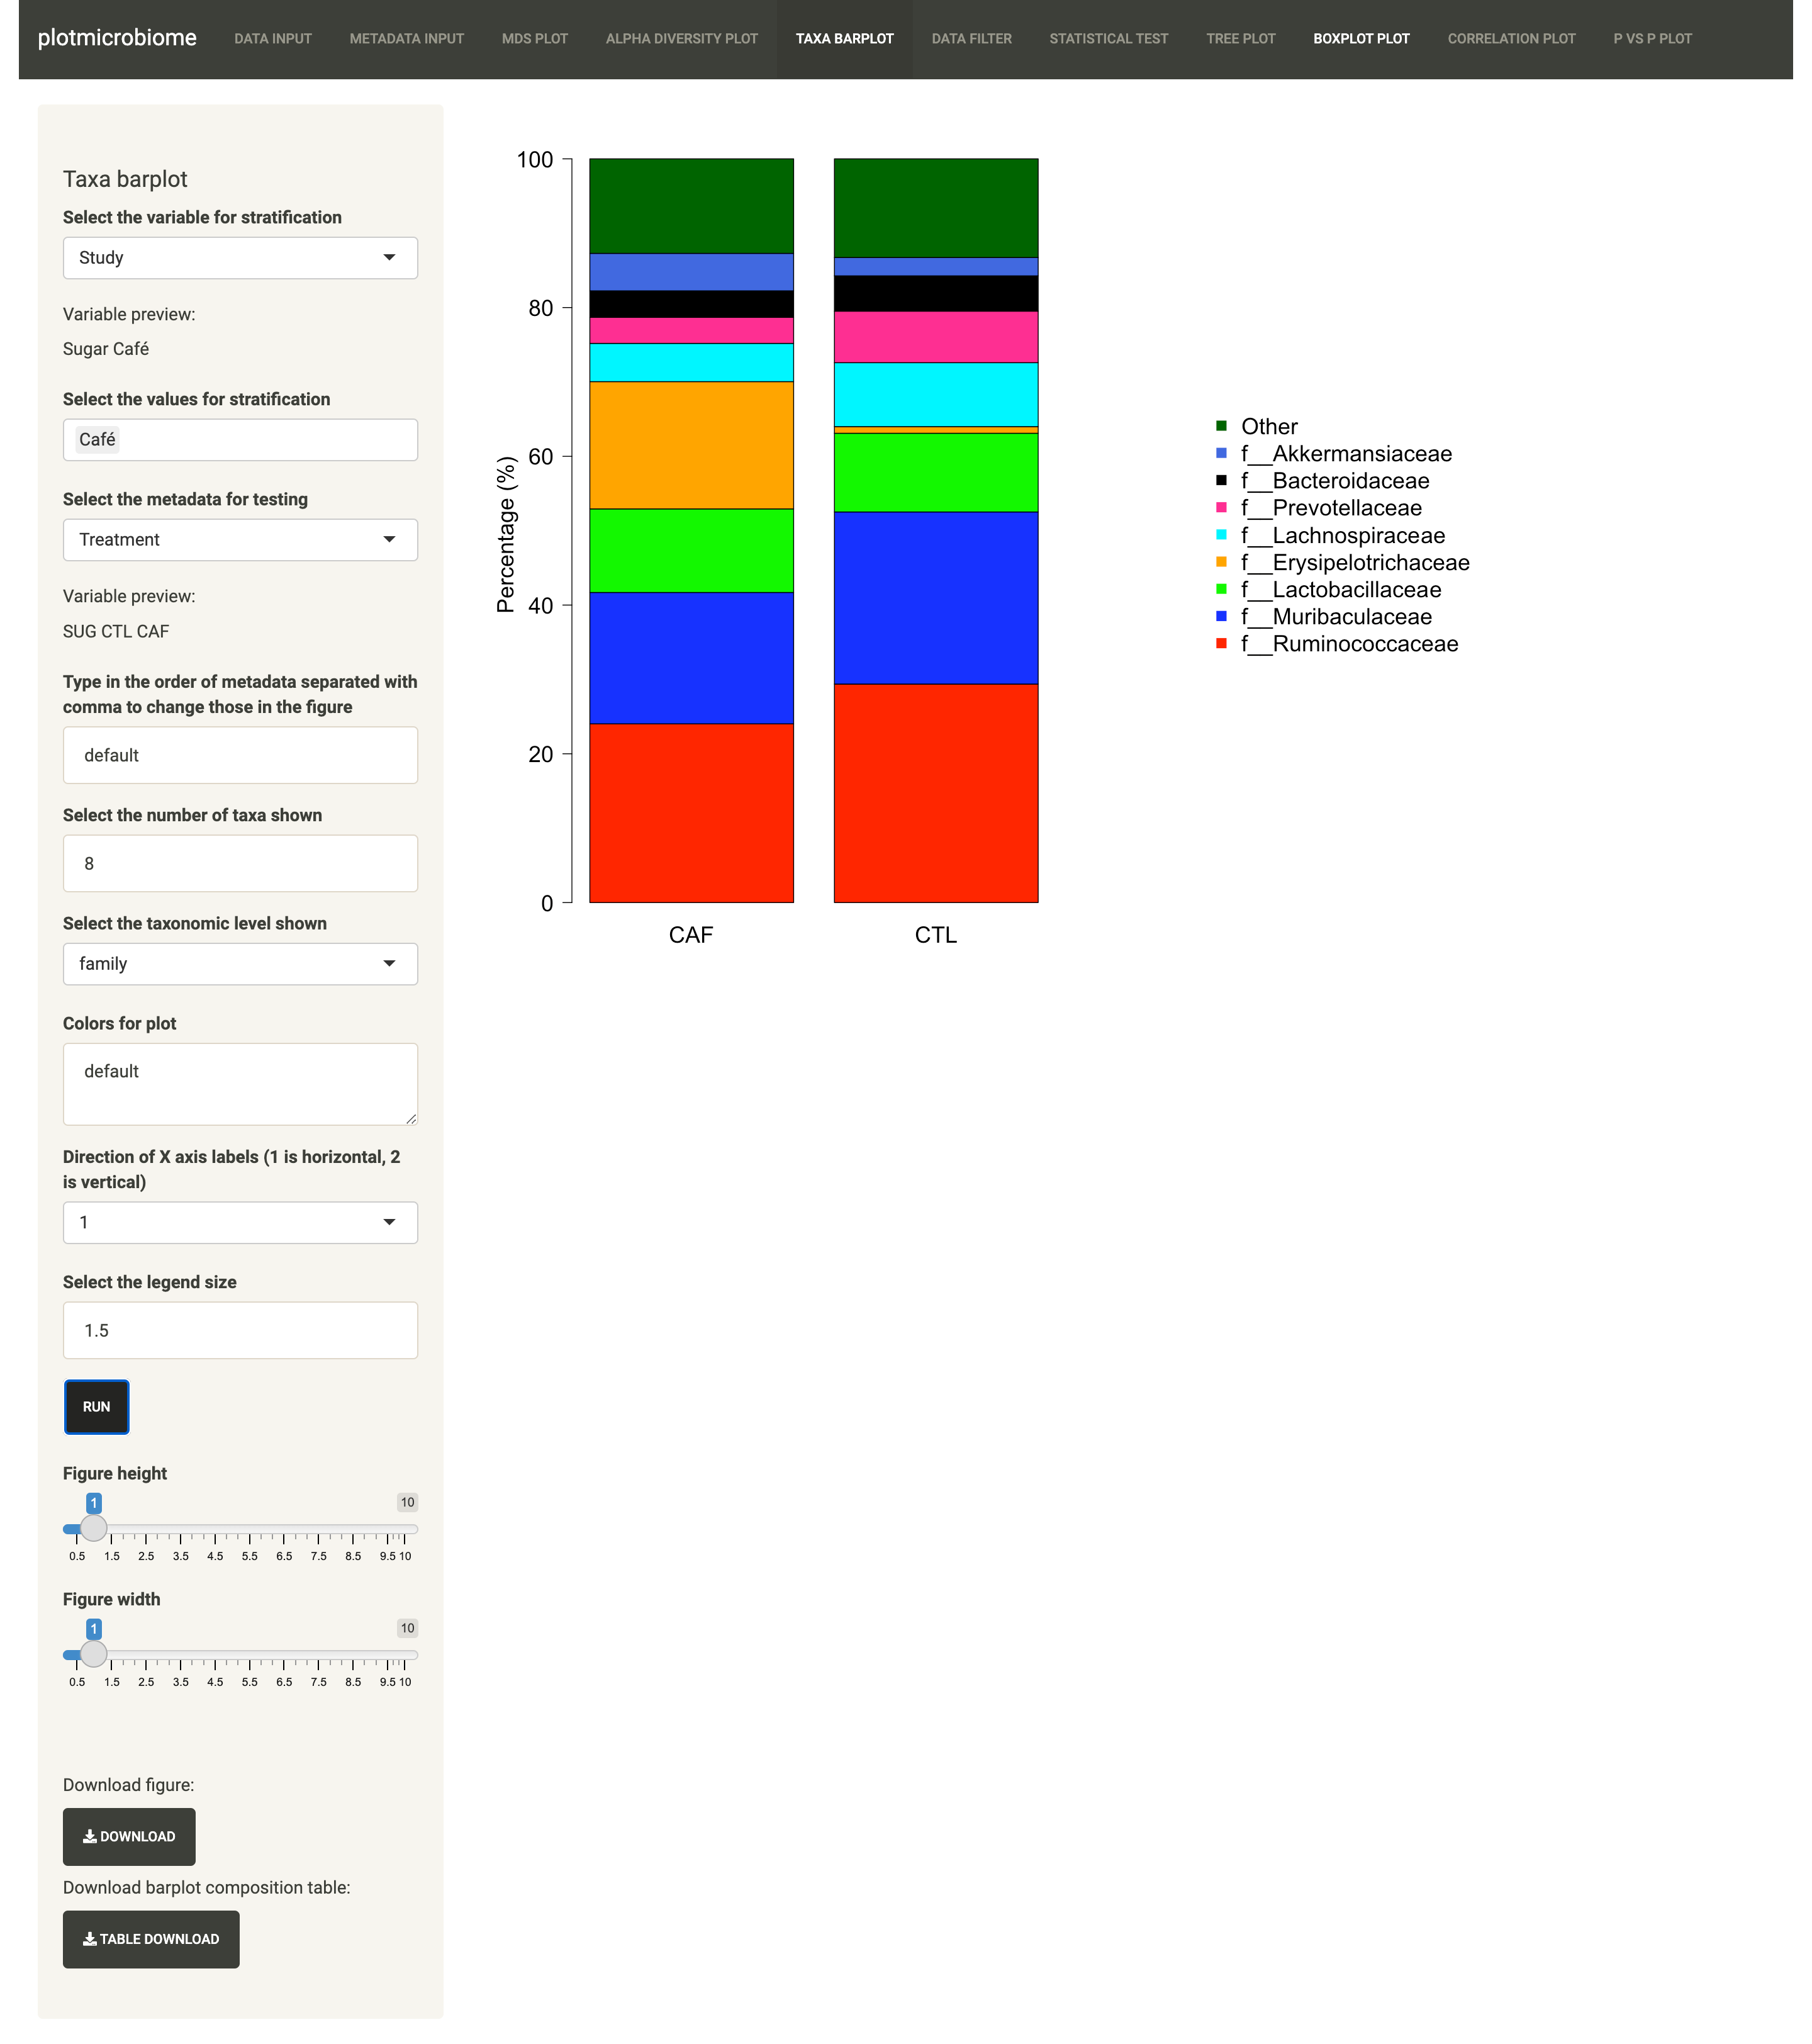 plotmicrobiome DATA INPUT METADATA INPUT MDS PLOT ALPHA DIVERSITY PLOT TAXA BARPLOT DATA FILTER STATISTICAL TEST TREE PLOT BOXPLOT PLOT CORRELATION PLOT P VS P PLOT
Taxa barplot
Select the variable for stratification
Study
Variable preview:
Sugar Café
Select the values for stratification
Café
Select the metadata for testing
Treatment
Variable preview:
SUG CTL CAF
Type in the order of metadata separated with
comma to change those in the figure
default
Select the number of taxa shown
8
Select the taxonomic level shown
family
Colors for plot
default
Direction of X axis labels (1 is horizontal, 2
is vertical)
1
Select the legend size
1.5
RUN
Figure height
1 10
0.5 1.5 2.5 3.5 4.5 5.5 6.5 7.5 8.5 9.5 10
Figure width
1 10
0.5 1.5 2.5 3.5 4.5 5.5 6.5 7.5 8.5 9.5 10
Download figure:
DOWNLOAD
Download barplot composition table:
TABLE DOWNLOAD
Percentage (%)
100
80
60
40
20
0
CAF CTL
Other
f__Akkermansiaceae
f__Bacteroidaceae
f__Prevotellaceae
f__Lachnospiraceae
f__Erysipelotrichaceae
f__Lactobacillaceae
f__Muribaculaceae
f__Ruminococcaceae